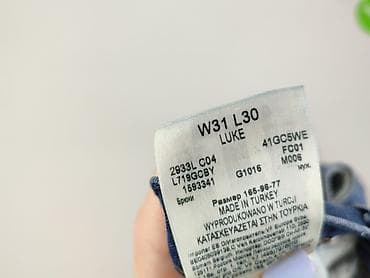 W31 L30
LUKE
2933L C04 41GC5WE
L719GCBY FC01
1593341 G1016 M006
Брюки муж.
Размер 165-96-77
MADE IN TURKEY
WYPRODUKOWANO W TURCJI
ΚΑΤΑΣΚΕΥΑΖΕΤΑΙ ΣΤΗΝ ΤΟΥΡΚΙΑ